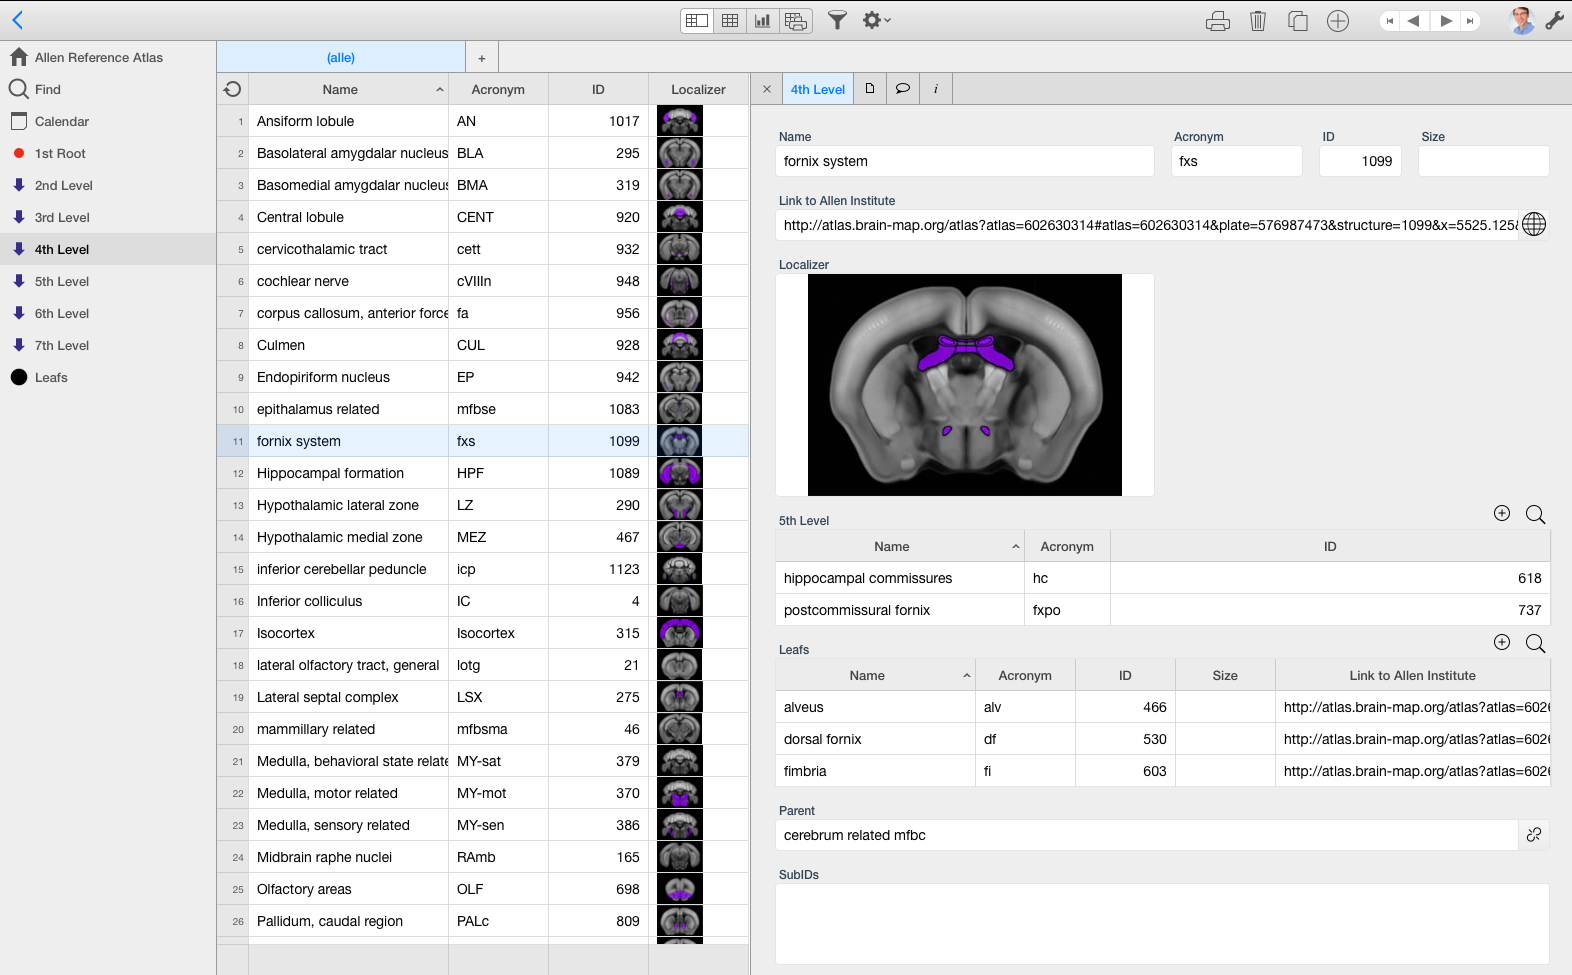 Allen Reference Atlas
Find
Calendar
1st Root
2nd Level
3rd Level
4th Level
5th Level
6th Level
7th Level
Leafs
(alle) +
Name Acronym ID Localizer
1 Ansiform lobule AN 1017
2 Basolateral amygdalar nucleus BLA 295
3 Basomedial amygdalar nucleus BMA 319
4 Central lobule CENT 920
5 cervicothalamic tract cett 932
6 cochlear nerve cVIIIn 948
7 corpus callosum, anterior force fa 956
8 Culmen CUL 928
9 Endopiriform nucleus EP 942
10 epithalamus related mfbse 1083
11 fornix system fxs 1099
12 Hippocampal formation HPF 1089
13 Hypothalamic lateral zone LZ 290
14 Hypothalamic medial zone MEZ 467
15 inferior cerebellar peduncle icp 1123
16 Inferior colliculus IC 4
17 Isocortex Isocortex 315
18 lateral olfactory tract, general lotg 21
19 Lateral septal complex LSX 275
20 mammillary related mfbsma 46
21 Medulla, behavioral state relate MY-sat 379
22 Medulla, motor related MY-mot 370
23 Medulla, sensory related MY-sen 386
24 Midbrain raphe nuclei RAmb 165
25 Olfactory areas OLF 698
26 Pallidum, caudal region PALc 809
× 4th Level i
Name Acronym ID Size
fornix system fxs 1099
Link to Allen Institute
http://atlas.brain-map.org/atlas?atlas=602630314#atlas=602630314&plate=576987473&structure=1099&x=5525.125&
Localizer
5th Level
Name Acronym ID
hippocampal commissures hc 618
postcommissural fornix fxpo 737
Leafs
Name Acronym ID Size Link to Allen Institute
alveus alv 466 http://atlas.brain-map.org/atlas?atlas=6026
dorsal fornix df 530 http://atlas.brain-map.org/atlas?atlas=6026
fimbria fi 603 http://atlas.brain-map.org/atlas?atlas=6026
Parent
cerebrum related mfbc
SubIDs